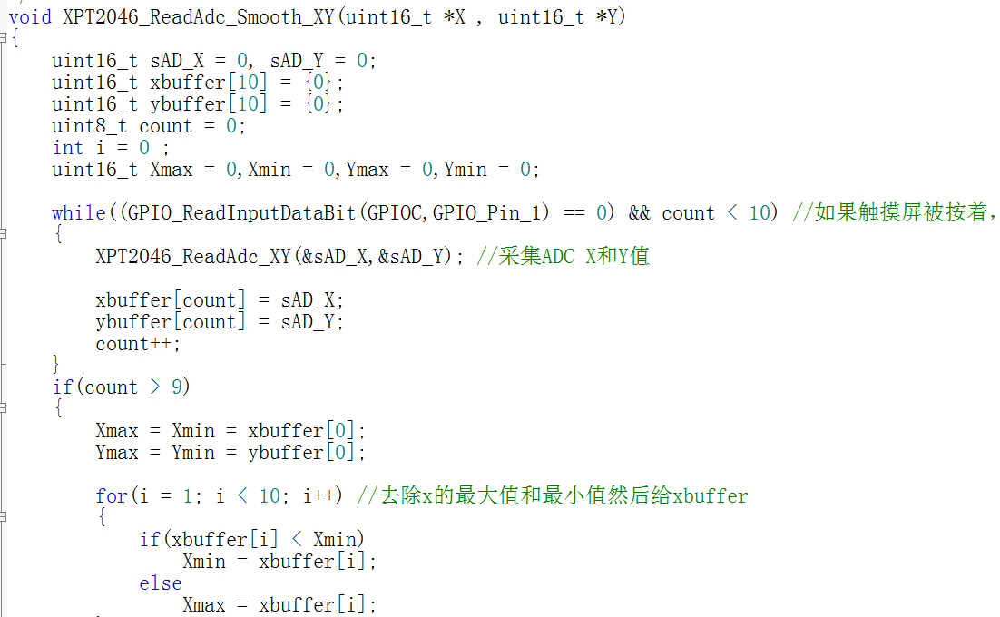 void XPT2046_ReadAdc_Smooth_XY(uint16_t *X , uint16_t *Y)
{
uint16_t sAD_X = 0, sAD_Y = 0;
uint16_t xbuffer[10] = {0};
uint16_t ybuffer[10] = {0};
uint8_t count = 0;
int i = 0 ;
uint16_t Xmax = 0,Xmin = 0,Ymax = 0,Ymin = 0;
while((GPIO_ReadInputDataBit(GPIOC,GPIO_Pin_1) == 0) && count < 10) //如果触摸屏被按着,
{
XPT2046_ReadAdc_XY(&sAD_X,&sAD_Y); //采集ADC X和Y值
xbuffer[count] = sAD_X;
ybuffer[count] = sAD_Y;
count++;
}
if(count > 9)
{
Xmax = Xmin = xbuffer[0];
Ymax = Ymin = ybuffer[0];
for(i = 1; i < 10; i++) //去除x的最大值和最小值然后给xbuffer
{
if(xbuffer[i] < Xmin)
Xmin = xbuffer[i];
else
Xmax = xbuffer[i];